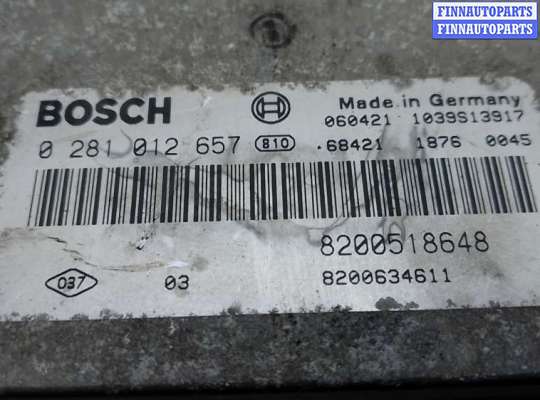 FINNAUTOPARTS
FINNAUTOPARTS
BOSCH
Made in Germany
060421 1039S13917
0 281 012 657 810 .68421 1876 0045
8200518648
037 03 8200634611